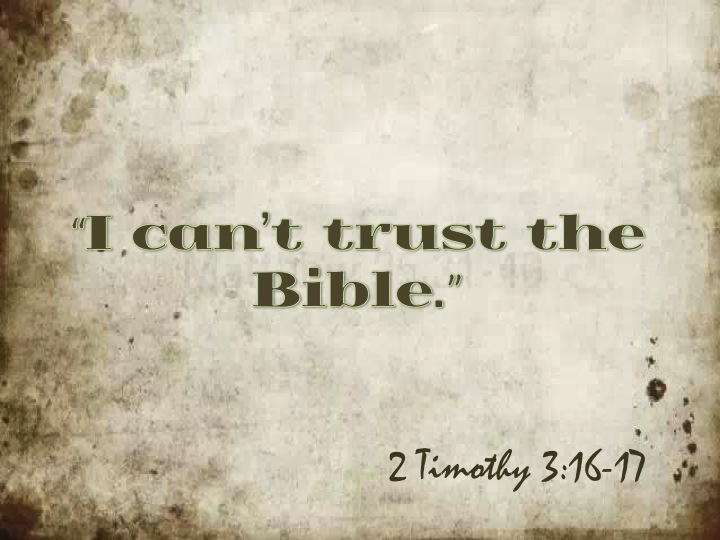 “I can’t trust the
Bible.”
2 Timothy 3:16-17